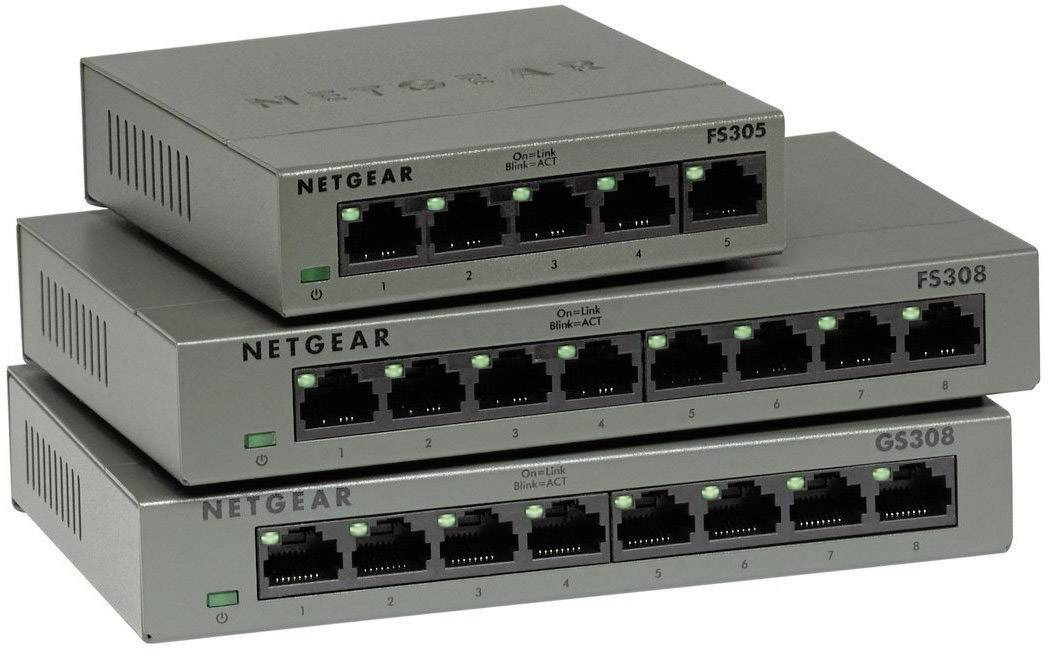 NETGEAR
FS305
On=Link
Blink=ACT
NETGEAR
1 2 3 4 5
FS308
On=Link
Blink=ACT
NETGEAR
1 2 3 4 5 6 7 8
GS308
On=Link
Blink=ACT
NETGEAR
1 2 3 4 5 6 7 8